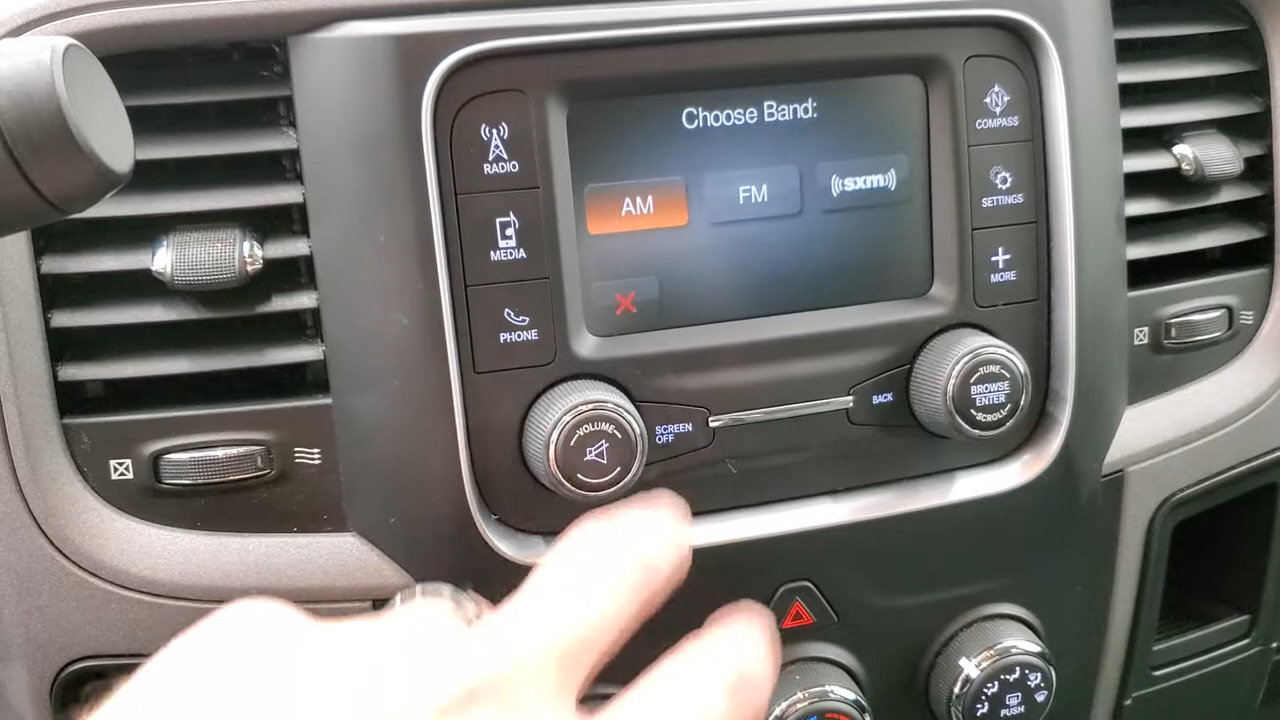 Choose Band:
AM
FM
((sxm))
RADIO
MEDIA
PHONE
N
COMPASS
SETTINGS
MORE
VOLUME
SCREEN
OFF
BACK
TUNE
BROWSE
ENTER
SCROLL
PUSH